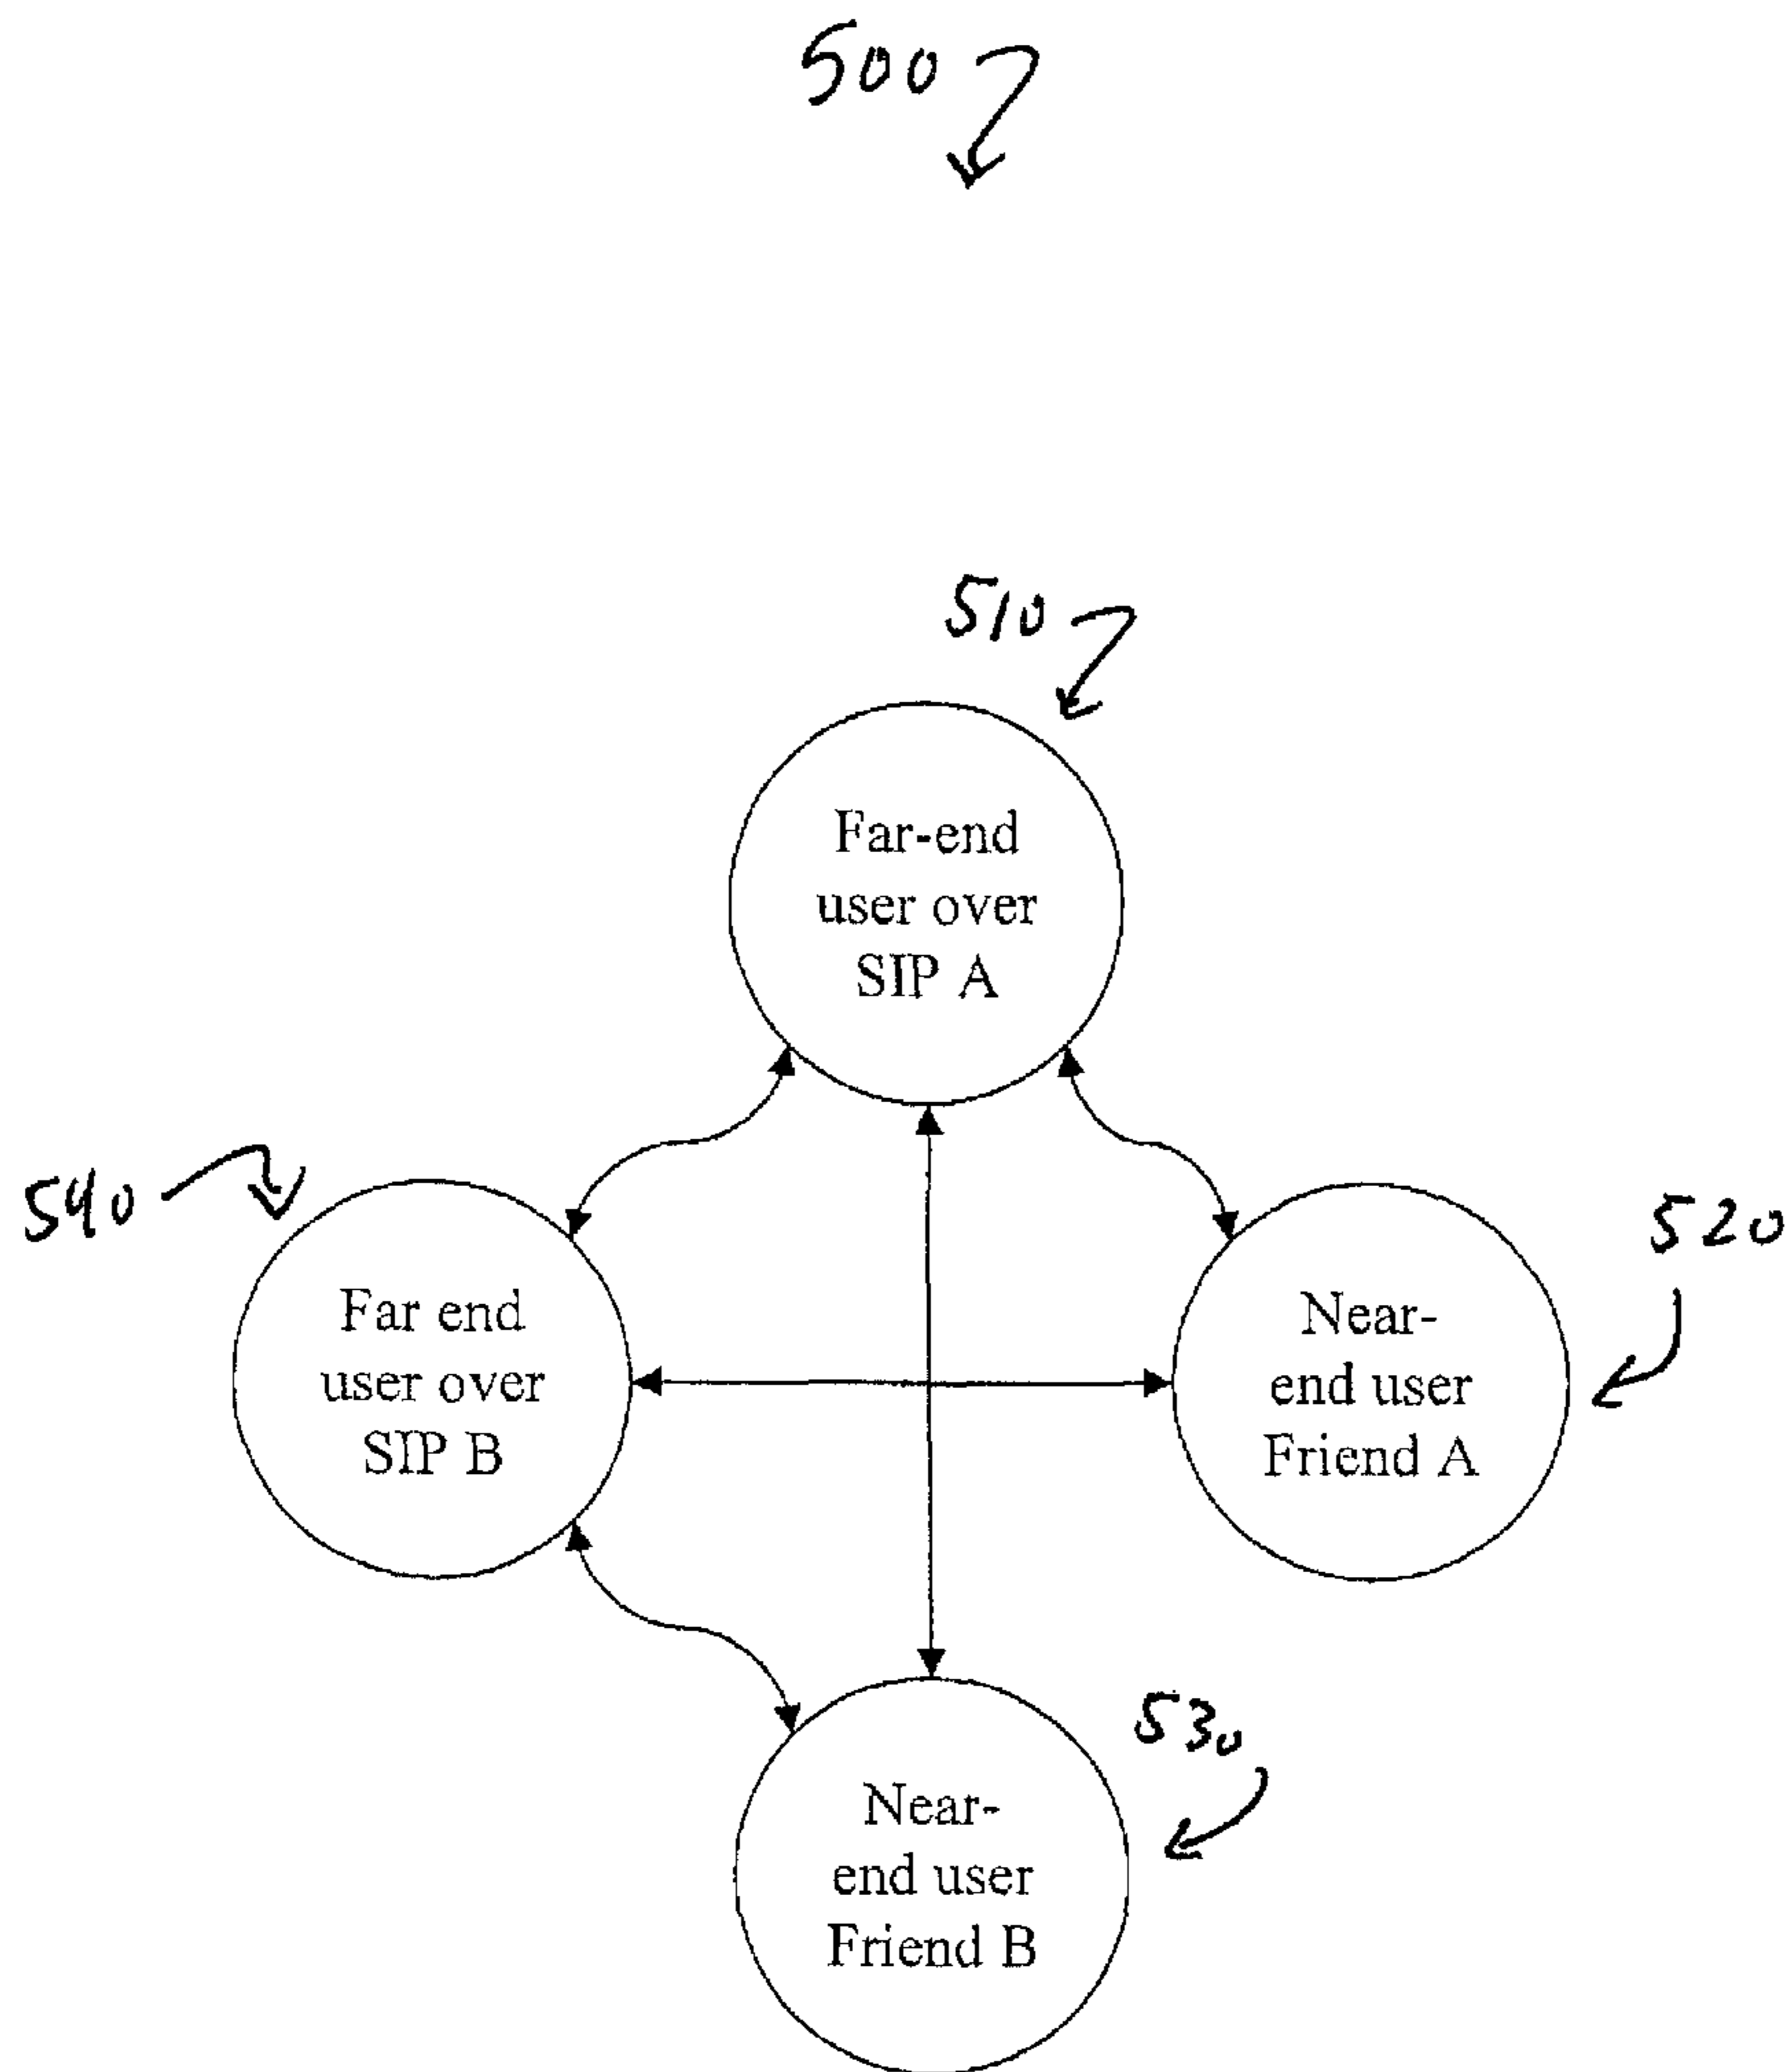 500
510
Far-end
user over
SIP A
540
520
Far end
user over
SIP B
Near-
end user
Friend A
530
Near-
end user
Friend B